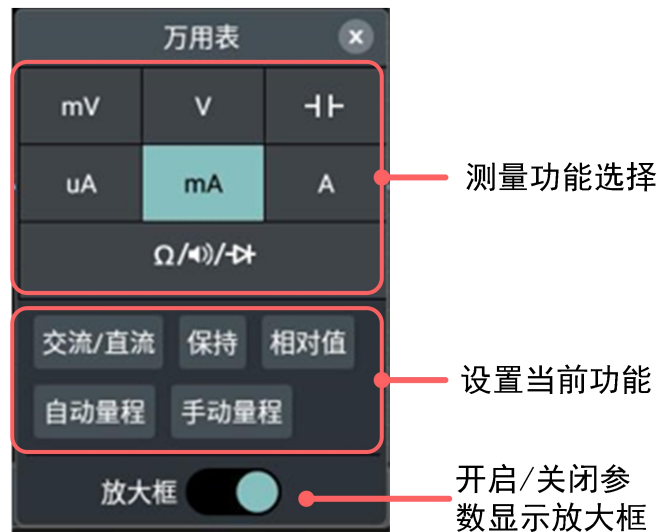 万用表
mV V
uA mA A
测量功能选择
Ω/ /
交流/直流 保持 相对值
设置当前功能
自动量程 手动量程
放大框
开启/关闭参
数显示放大框